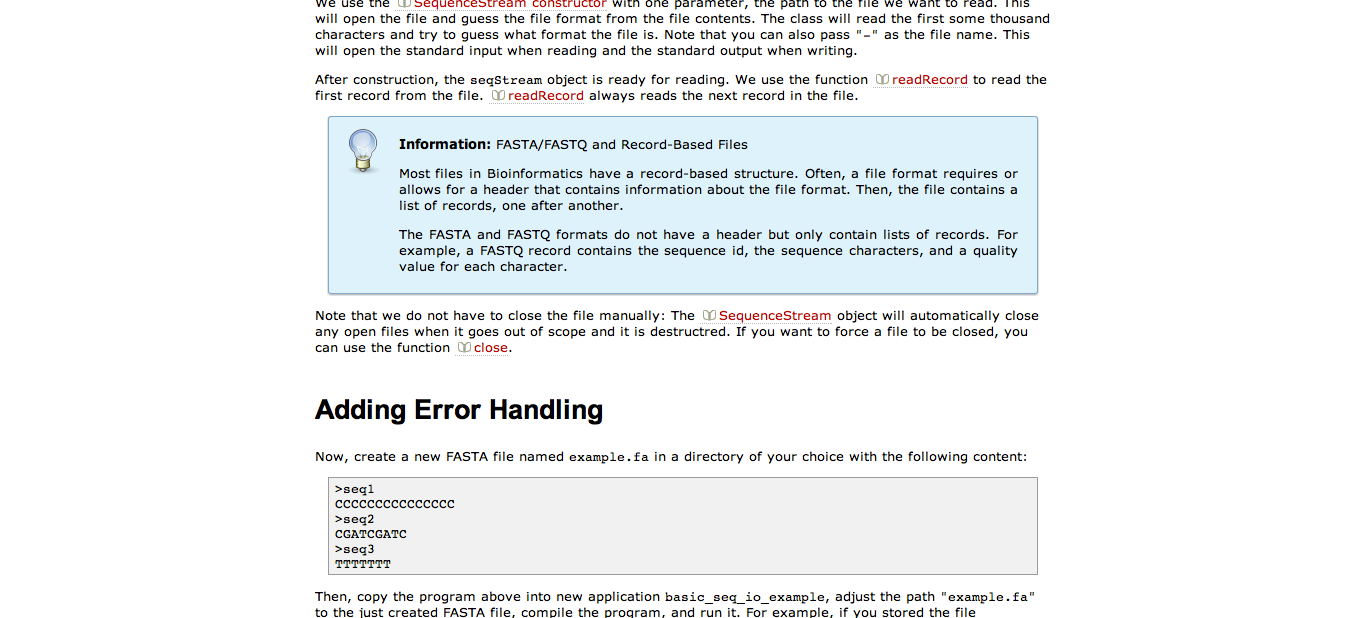 We use the SequenceStream constructor with one parameter, the path to the file we want to read. This
will open the file and guess the file format from the file contents. The class will read the first some thousand
characters and try to guess what format the file is. Note that you can also pass "-" as the file name. This
will open the standard input when reading and the standard output when writing.
After construction, the seqStream object is ready for reading. We use the function readRecord to read the
first record from the file. readRecord always reads the next record in the file.
Information: FASTA/FASTQ and Record-Based Files
Most files in Bioinformatics have a record-based structure. Often, a file format requires or
allows for a header that contains information about the file format. Then, the file contains a
list of records, one after another.
The FASTA and FASTQ formats do not have a header but only contain lists of records. For
example, a FASTQ record contains the sequence id, the sequence characters, and a quality
value for each character.
Note that we do not have to close the file manually: The SequenceStream object will automatically close
any open files when it goes out of scope and it is destructred. If you want to force a file to be closed, you
can use the function close.
Adding Error Handling
Now, create a new FASTA file named example.fa in a directory of your choice with the following content:
>seq1
CCCCCCCCCCCCCCC
>seq2
CGATCGATC
>seq3
TTTTTTT
Then, copy the program above into new application basic_seq_io_example, adjust the path "example.fa"
to the just created FASTA file, compile the program, and run it. For example, if you stored the file